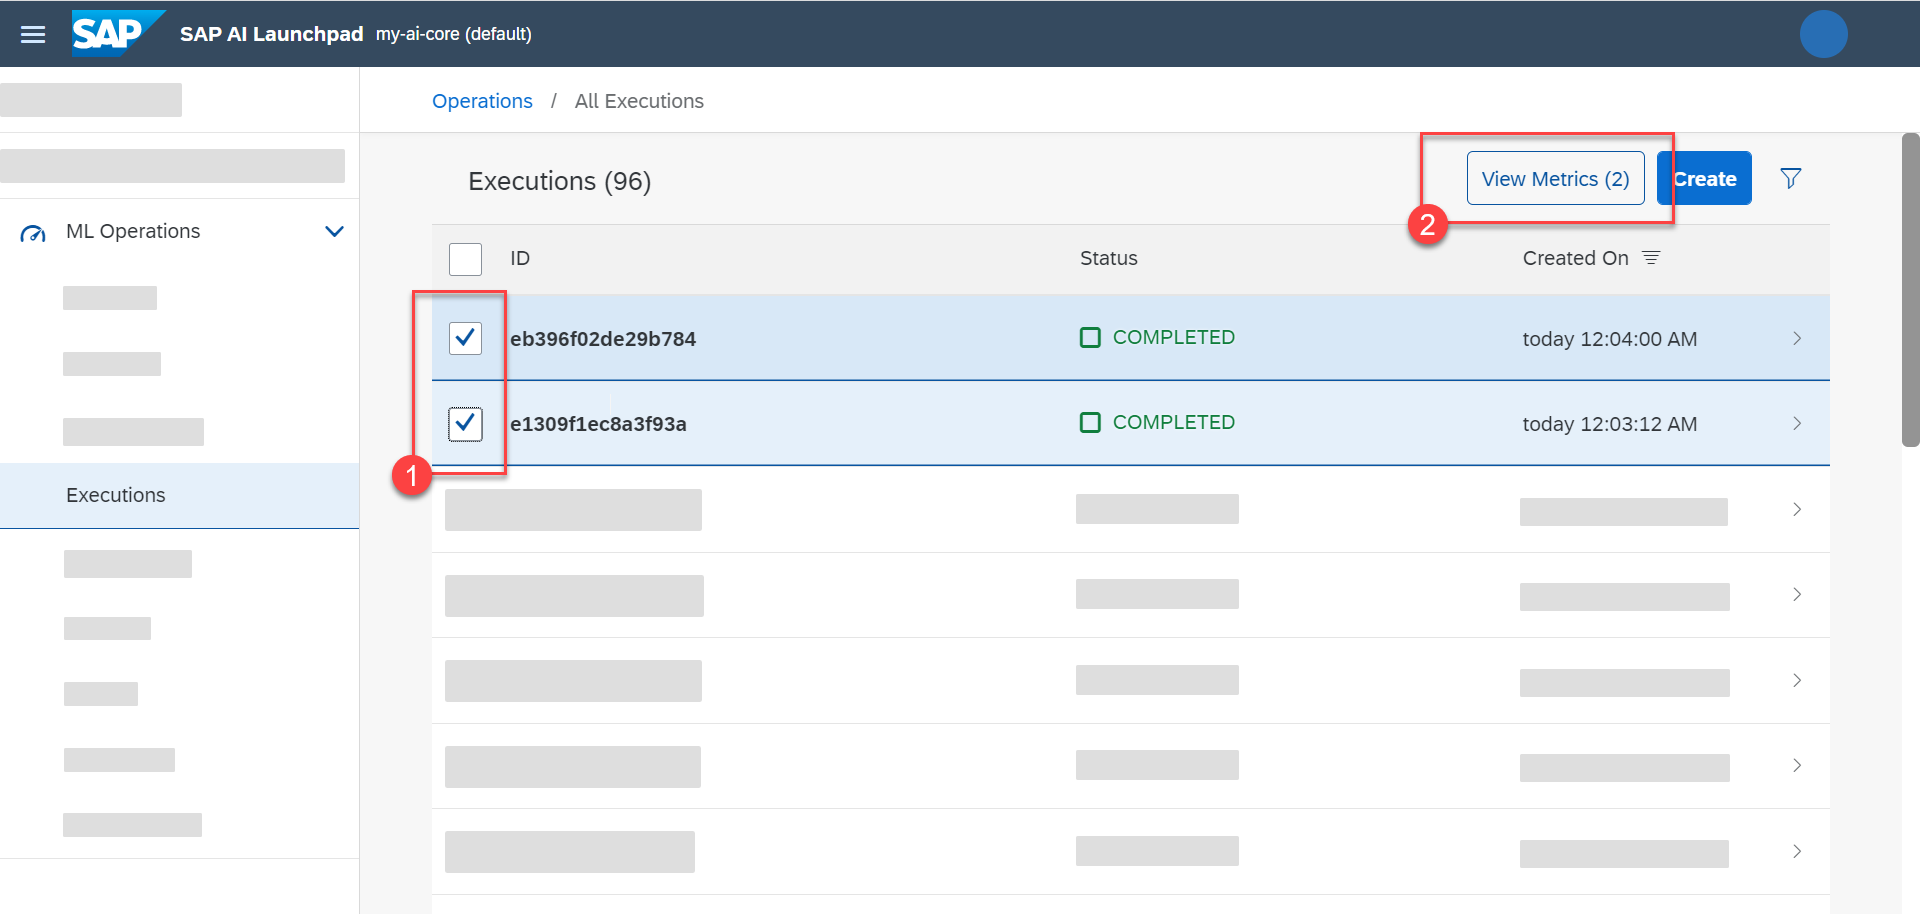 SAP SAP AI Launchpad my-ai-core (default)
Operations / All Executions
Executions (96)
View Metrics (2)
Create
2
ML Operations
Executions
ID Status Created On
eb396f02de29b784 COMPLETED today 12:04:00 AM
e1309f1ec8a3f93a COMPLETED today 12:03:12 AM
1